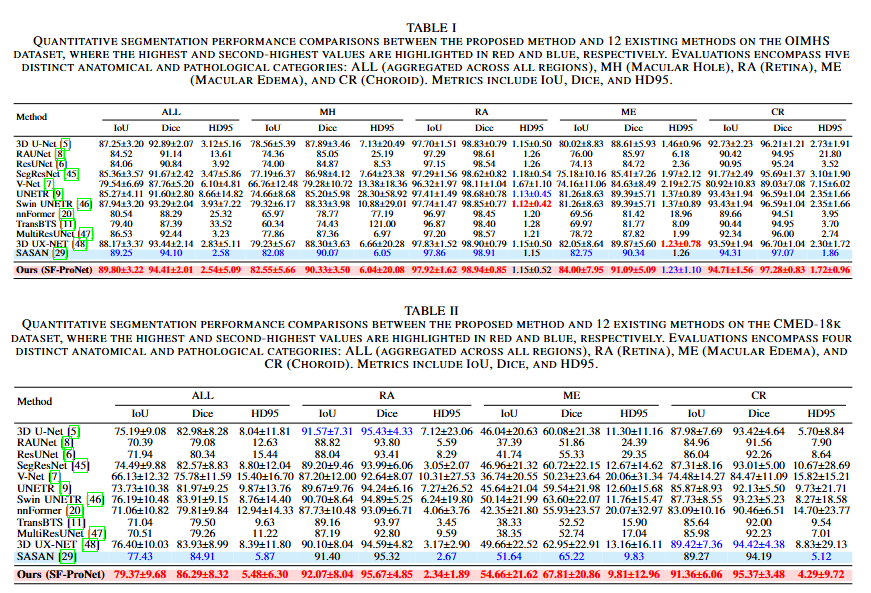 TABLE I
QUANTITATIVE SEGMENTATION PERFORMANCE COMPARISONS BETWEEN THE PROPOSED METHOD AND 12 EXISTING METHODS ON THE OIMHS
DATASET, WHERE THE HIGHEST AND SECOND-HIGHEST VALUES ARE HIGHLIGHTED IN RED AND BLUE, RESPECTIVELY. EVALUATIONS ENCOMPASS FIVE
DISTINCT ANATOMICAL AND PATHOLOGICAL CATEGORIES: ALL (AGGREGATED ACROSS ALL REGIONS), MH (MACULAR HOLE), RA (RETINA), ME
(MACULAR EDEMA), AND CR (CHOROID). METRICS INCLUDE IOU, DICE, AND HD95.
Method ALL MH RA ME CR
IoU Dice HD95 IoU Dice HD95 IoU Dice HD95 IoU Dice HD95 IoU Dice HD95
3D U-Net [5] 87.25±3.20 92.89±2.07 3.12±5.16 78.56±5.39 87.89±3.46 7.13±20.49 97.70±1.51 98.83±0.79 1.15±0.50 80.02±8.83 88.61±5.93 1.46±0.96 92.73±2.23 96.21±1.21 2.73±1.91
RAUNet [8] 84.52 91.14 13.61 74.36 85.05 25.19 97.29 98.61 1.26 76.00 85.97 6.18 90.42 94.95 21.80
ResUNet [6] 84.06 90.84 3.92 74.00 84.87 8.53 97.15 98.54 1.26 74.13 84.72 2.36 90.95 95.24 3.52
SegResNet [45] 85.36±3.57 91.67±2.42 3.47±5.86 77.19±6.37 86.98±4.14 7.64±23.38 97.29±1.56 98.62±0.82 1.18±0.54 75.18±10.16 85.41±7.26 1.97±2.12 91.77±2.49 95.69±1.37 3.10±1.90
V-Net [7] 79.54±6.69 87.76±5.20 6.10±4.81 66.76±12.48 79.28±10.72 13.38±18.36 96.32±1.97 98.11±1.04 1.67±1.10 74.16±11.06 84.63±8.49 2.19±2.75 80.92±10.83 89.03±7.08 7.15±6.02
UNETR [9] 85.27±4.11 91.60±2.80 8.66±14.82 74.66±8.68 85.20±5.98 28.30±58.92 97.41±1.49 98.68±0.78 1.13±0.45 81.26±8.63 89.39±5.71 1.37±0.89 93.43±1.94 96.59±1.04 2.35±1.66
Swin UNETR [46] 87.94±3.20 93.29±2.04 3.93±7.22 79.32±6.17 88.33±3.98 10.88±29.01 97.74±1.47 98.85±0.77 1.12±0.42 81.26±8.63 89.39±5.71 1.37±0.89 93.43±1.94 96.59±1.04 2.35±1.66
nnFormer [20] 80.54 88.29 25.32 65.97 78.77 77.19 96.97 98.45 1.20 69.56 81.42 18.96 89.66 94.51 3.95
TransBTS [11] 79.40 87.39 33.52 60.34 74.43 121.00 96.87 98.40 1.28 69.97 81.77 8.09 90.44 94.95 3.70
MultiResUNet [47] 86.53 92.44 3.23 77.86 87.36 6.97 97.20 98.57 1.21 78.72 87.82 1.99 92.34 96.00 2.74
3D UX-NET [48] 88.17±3.37 93.44±2.14 2.83±5.11 79.23±5.67 88.30±3.63 6.66±20.28 97.83±1.52 98.90±0.79 1.15±0.50 82.05±8.64 89.87±5.60 1.23±0.78 93.59±1.94 96.70±1.04 2.30±1.72
SASAN [29] 89.25 94.10 2.58 82.08 90.07 6.05 97.86 98.91 1.15 82.75 90.34 1.26 94.31 97.07 1.86
Ours (SF-ProNet) 89.80±3.22 94.41±2.01 2.54±5.09 82.55±5.66 90.33±3.50 6.04±20.08 97.92±1.62 98.94±0.85 1.15±0.52 84.00±7.95 91.09±5.09 1.23±1.10 94.71±1.56 97.28±0.83 1.72±0.96
TABLE II
QUANTITATIVE SEGMENTATION PERFORMANCE COMPARISONS BETWEEN THE PROPOSED METHOD AND 12 EXISTING METHODS ON THE CMED-18K
DATASET, WHERE THE HIGHEST AND SECOND-HIGHEST VALUES ARE HIGHLIGHTED IN RED AND BLUE, RESPECTIVELY. EVALUATIONS ENCOMPASS FOUR
DISTINCT ANATOMICAL AND PATHOLOGICAL CATEGORIES: ALL (AGGREGATED ACROSS ALL REGIONS), RA (RETINA), ME (MACULAR EDEMA), AND
CR (CHOROID). METRICS INCLUDE IOU, DICE, AND HD95.
Method ALL RA ME CR
IoU Dice HD95 IoU Dice HD95 IoU Dice HD95 IoU Dice HD95
3D U-Net [5] 75.19±9.08 82.98±8.28 8.04±11.81 91.57±7.31 95.43±4.33 7.12±23.06 46.04±20.63 60.08±21.38 11.30±11.16 87.98±7.69 93.42±4.64 5.70±8.84
RAUNet [8] 70.39 79.08 12.63 88.82 93.80 5.59 37.39 51.86 24.39 84.96 91.56 7.90
ResUNet [6] 71.94 80.34 15.44 88.04 93.41 8.29 41.74 55.33 29.35 86.04 92.26 8.64
SegResNet [45] 74.49±9.88 82.57±8.83 8.80±12.04 89.20±9.46 93.99±6.06 3.05±2.07 46.96±21.32 60.72±22.15 12.67±14.62 87.31±8.16 93.01±5.00 10.67±28.69
V-Net [7] 66.13±12.32 75.78±11.59 15.40±16.70 87.20±12.00 92.64±8.07 10.31±27.53 36.74±20.55 50.23±23.64 20.06±31.34 74.48±14.27 84.47±11.09 15.82±15.21
UNETR [9] 73.73±10.38 81.97±9.25 9.87±13.76 89.67±9.76 94.24±6.16 7.27±26.52 45.64±21.04 59.54±21.98 12.60±15.68 85.87±8.93 92.13±5.50 9.73±21.71
Swin UNETR [46] 76.19±10.48 83.91±9.15 8.76±14.40 90.70±8.64 94.89±5.25 6.24±19.80 50.14±21.99 63.60±22.07 11.76±15.47 87.73±8.55 93.23±5.23 8.27±18.58
nnFormer [20] 71.06±10.82 79.81±9.84 12.94±14.33 87.73±10.48 93.09±6.71 4.06±3.76 42.35±21.80 55.93±23.57 20.07±32.97 83.09±10.16 90.46±6.51 14.70±23.77
TransBTS [11] 71.04 79.50 9.63 89.16 93.97 3.45 38.33 52.52 15.90 85.64 92.00 9.54
MultiResUNet [47] 70.51 79.26 11.22 87.19 92.80 9.59 38.35 52.74 17.04 85.98 92.23 7.01
3D UX-NET [48] 76.40±10.03 83.93±8.99 8.39±11.80 90.10±8.04 94.59±4.82 3.17±2.90 49.66±22.52 62.95±22.91 13.16±16.11 89.42±7.36 94.42±4.38 8.83±29.13
SASAN [29] 77.43 84.91 5.87 91.40 95.32 2.67 51.64 65.22 9.83 89.27 94.19 5.12
Ours (SF-ProNet) 79.37±9.68 86.29±8.32 5.48±6.30 92.07±8.04 95.67±4.85 2.34±1.89 54.66±21.62 67.81±20.86 9.81±12.96 91.36±6.06 95.37±3.48 4.29±9.72